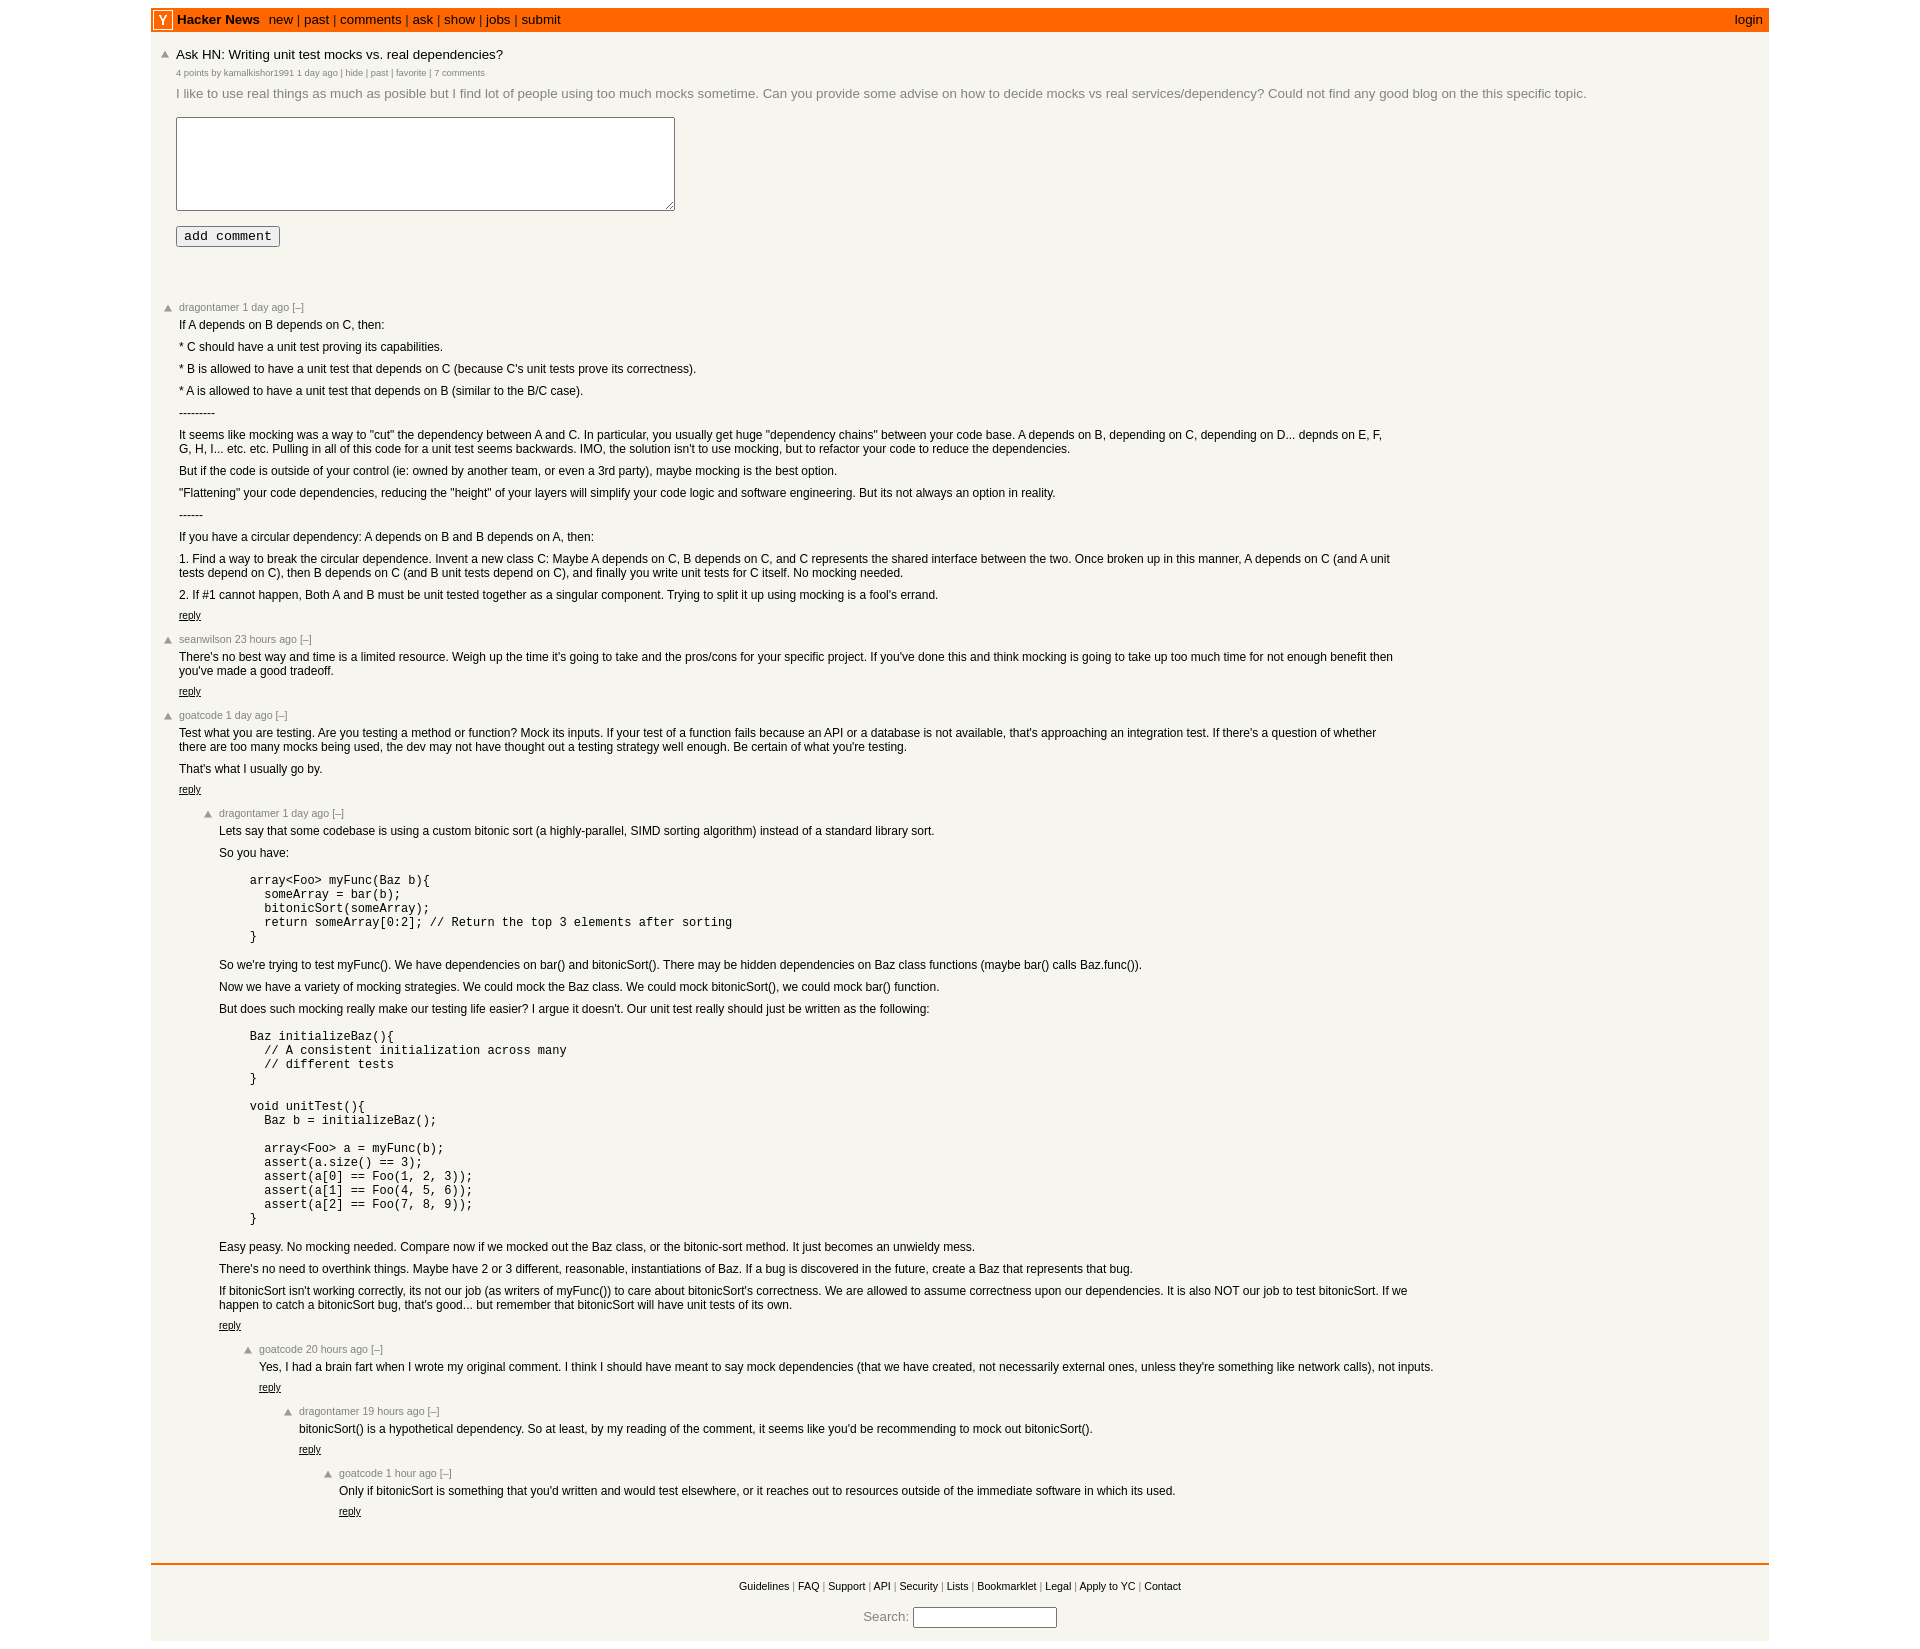 Y Hacker News new | past | comments | ask | show | jobs | submit login
Ask HN: Writing unit test mocks vs. real dependencies?
4 points by kamalkishor1991 1 day ago | hide | past | favorite | 7 comments
I like to use real things as much as posible but I find lot of people using too much mocks sometime. Can you provide some advise on how to decide mocks vs real services/dependency? Could not find any good blog on the this specific topic.
add comment
dragontamer 1 day ago [–]
If A depends on B depends on C, then:
* C should have a unit test proving its capabilities.
* B is allowed to have a unit test that depends on C (because C's unit tests prove its correctness).
* A is allowed to have a unit test that depends on B (similar to the B/C case).
---------
It seems like mocking was a way to "cut" the dependency between A and C. In particular, you usually get huge "dependency chains" between your code base. A depends on B, depending on C, depending on D... depnds on E, F,
G, H, I... etc. etc. Pulling in all of this code for a unit test seems backwards. IMO, the solution isn't to use mocking, but to refactor your code to reduce the dependencies.
But if the code is outside of your control (ie: owned by another team, or even a 3rd party), maybe mocking is the best option.
"Flattening" your code dependencies, reducing the "height" of your layers will simplify your code logic and software engineering. But its not always an option in reality.
------
If you have a circular dependency: A depends on B and B depends on A, then:
1. Find a way to break the circular dependence. Invent a new class C: Maybe A depends on C, B depends on C, and C represents the shared interface between the two. Once broken up in this manner, A depends on C (and A unit
tests depend on C), then B depends on C (and B unit tests depend on C), and finally you write unit tests for C itself. No mocking needed.
2. If #1 cannot happen, Both A and B must be unit tested together as a singular component. Trying to split it up using mocking is a fool's errand.
reply
seanwilson 23 hours ago [–]
There's no best way and time is a limited resource. Weigh up the time it's going to take and the pros/cons for your specific project. If you've done this and think mocking is going to take up too much time for not enough benefit then
you've made a good tradeoff.
reply
goatcode 1 day ago [–]
Test what you are testing. Are you testing a method or function? Mock its inputs. If your test of a function fails because an API or a database is not available, that's approaching an integration test. If there's a question of whether
there are too many mocks being used, the dev may not have thought out a testing strategy well enough. Be certain of what you're testing.
That's what I usually go by.
reply
dragontamer 1 day ago [–]
Lets say that some codebase is using a custom bitonic sort (a highly-parallel, SIMD sorting algorithm) instead of a standard library sort.
So you have:
array<Foo> myFunc(Baz b){
someArray = bar(b);
bitonicSort(someArray);
return someArray[0:2]; // Return the top 3 elements after sorting
}
So we're trying to test myFunc(). We have dependencies on bar() and bitonicSort(). There may be hidden dependencies on Baz class functions (maybe bar() calls Baz.func()).
Now we have a variety of mocking strategies. We could mock the Baz class. We could mock bitonicSort(), we could mock bar() function.
But does such mocking really make our testing life easier? I argue it doesn't. Our unit test really should just be written as the following:
Baz initializeBaz(){
// A consistent initialization across many
// different tests
}
void unitTest(){
Baz b = initializeBaz();
array<Foo> a = myFunc(b);
assert(a.size() == 3);
assert(a[0] == Foo(1, 2, 3));
assert(a[1] == Foo(4, 5, 6));
assert(a[2] == Foo(7, 8, 9));
}
Easy peasy. No mocking needed. Compare now if we mocked out the Baz class, or the bitonic-sort method. It just becomes an unwieldy mess.
There's no need to overthink things. Maybe have 2 or 3 different, reasonable, instantiations of Baz. If a bug is discovered in the future, create a Baz that represents that bug.
If bitonicSort isn't working correctly, its not our job (as writers of myFunc()) to care about bitonicSort's correctness. We are allowed to assume correctness upon our dependencies. It is also NOT our job to test bitonicSort. If we
happen to catch a bitonicSort bug, that's good... but remember that bitonicSort will have unit tests of its own.
reply
goatcode 20 hours ago [–]
Yes, I had a brain fart when I wrote my original comment. I think I should have meant to say mock dependencies (that we have created, not necessarily external ones, unless they're something like network calls), not inputs.
reply
dragontamer 19 hours ago [–]
bitonicSort() is a hypothetical dependency. So at least, by my reading of the comment, it seems like you'd be recommending to mock out bitonicSort().
reply
goatcode 1 hour ago [–]
Only if bitonicSort is something that you'd written and would test elsewhere, or it reaches out to resources outside of the immediate software in which its used.
reply
Guidelines | FAQ | Support | API | Security | Lists | Bookmarklet | Legal | Apply to YC | Contact
Search: